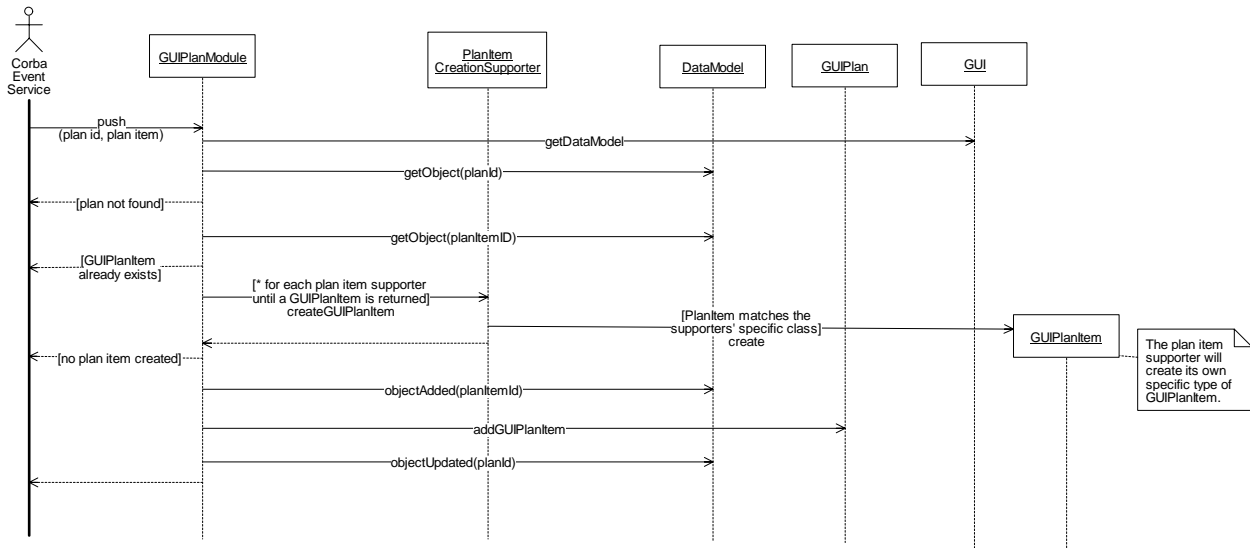 Corba
Event
Service
GUIPlanModule
PlanItem
CreationSupporter
DataModel
GUIPlan
GUI
push
(plan id, plan item)
getDataModel
getObject(planId)
[plan not found]
getObject(planItemID)
[GUIPlanItem
already exists]
[* for each plan item supporter
until a GUIPlanItem is returned]
createGUIPlanItem
[PlanItem matches the
supporters' specific class]
create
GUIPlanItem
The plan item
supporter will
create its own
specific type of
GUIPlanItem.
[no plan item created]
objectAdded(planItemId)
addGUIPlanItem
objectUpdated(planId)